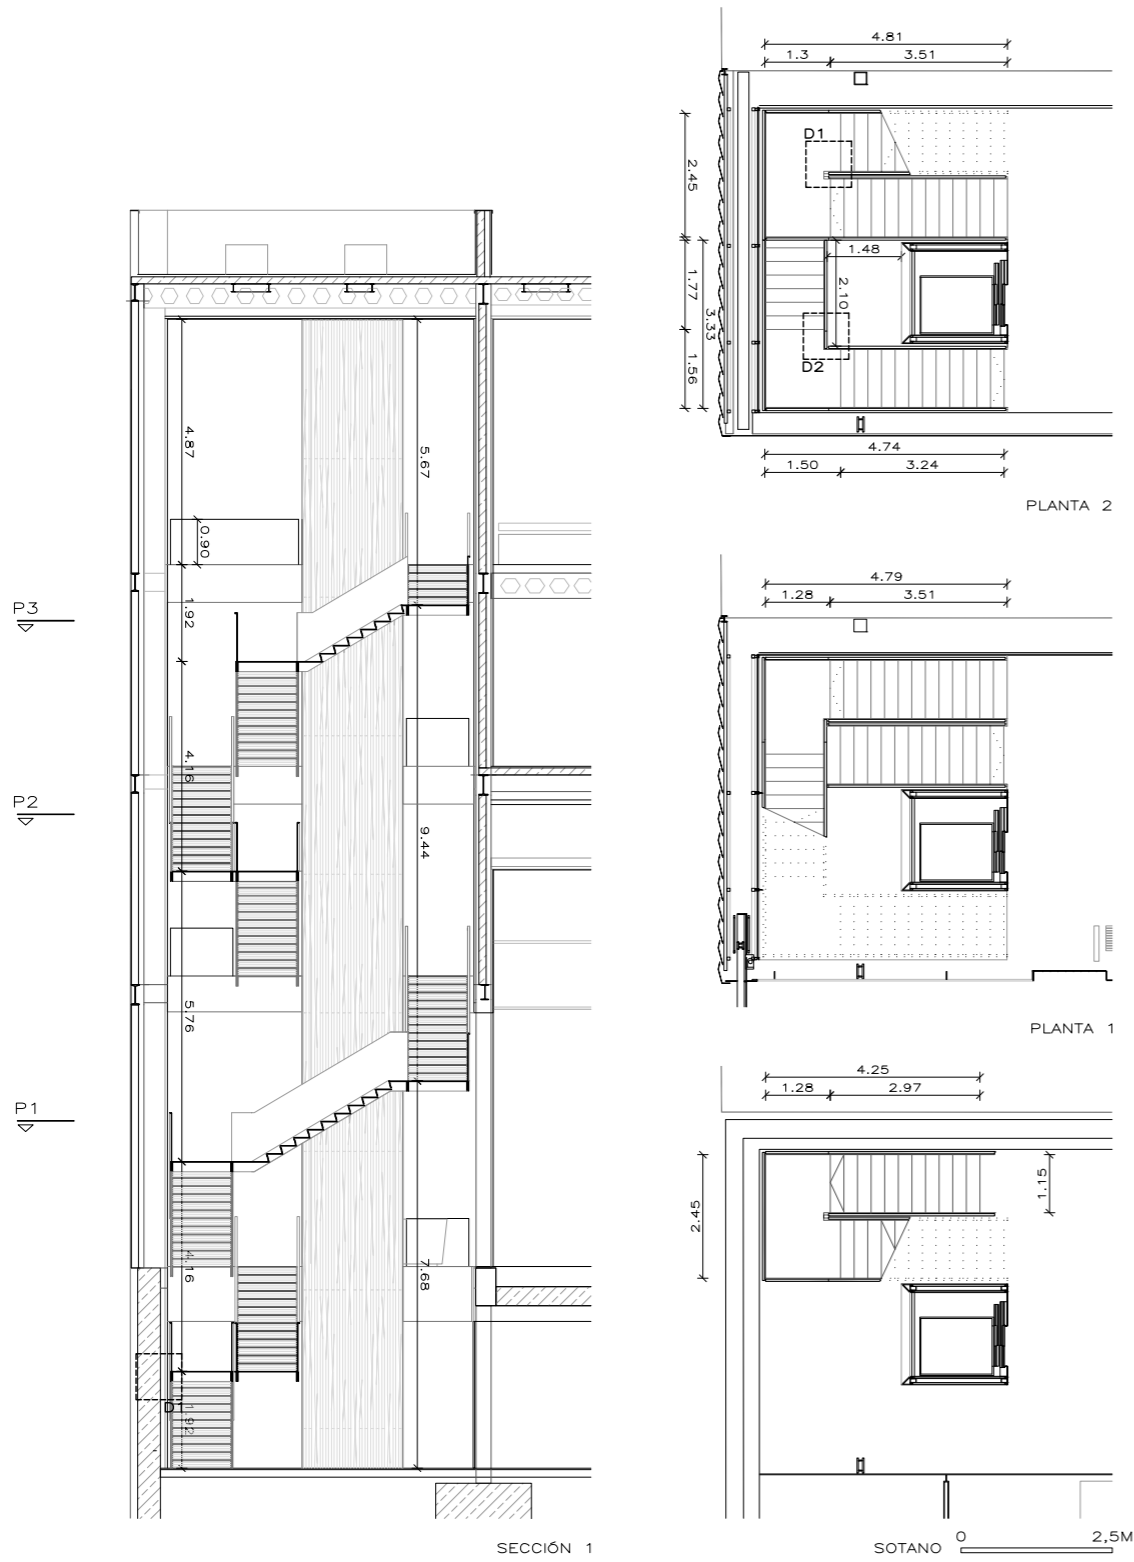 4.87
5.67
0.90
P3
1.92
4.16
P2
9.44
5.76
P1
4.16
7.68
D1
1.92
SECCIÓN 1
4.81
1.3
3.51
D1
2.45
1.48
1.77
2.10
3.33
1.56
D2
4.74
1.50
3.24
PLANTA 2
4.79
1.28
3.51
PLANTA 1
4.25
1.28
2.97
2.45
1.15
SOTANO
0
2,5M